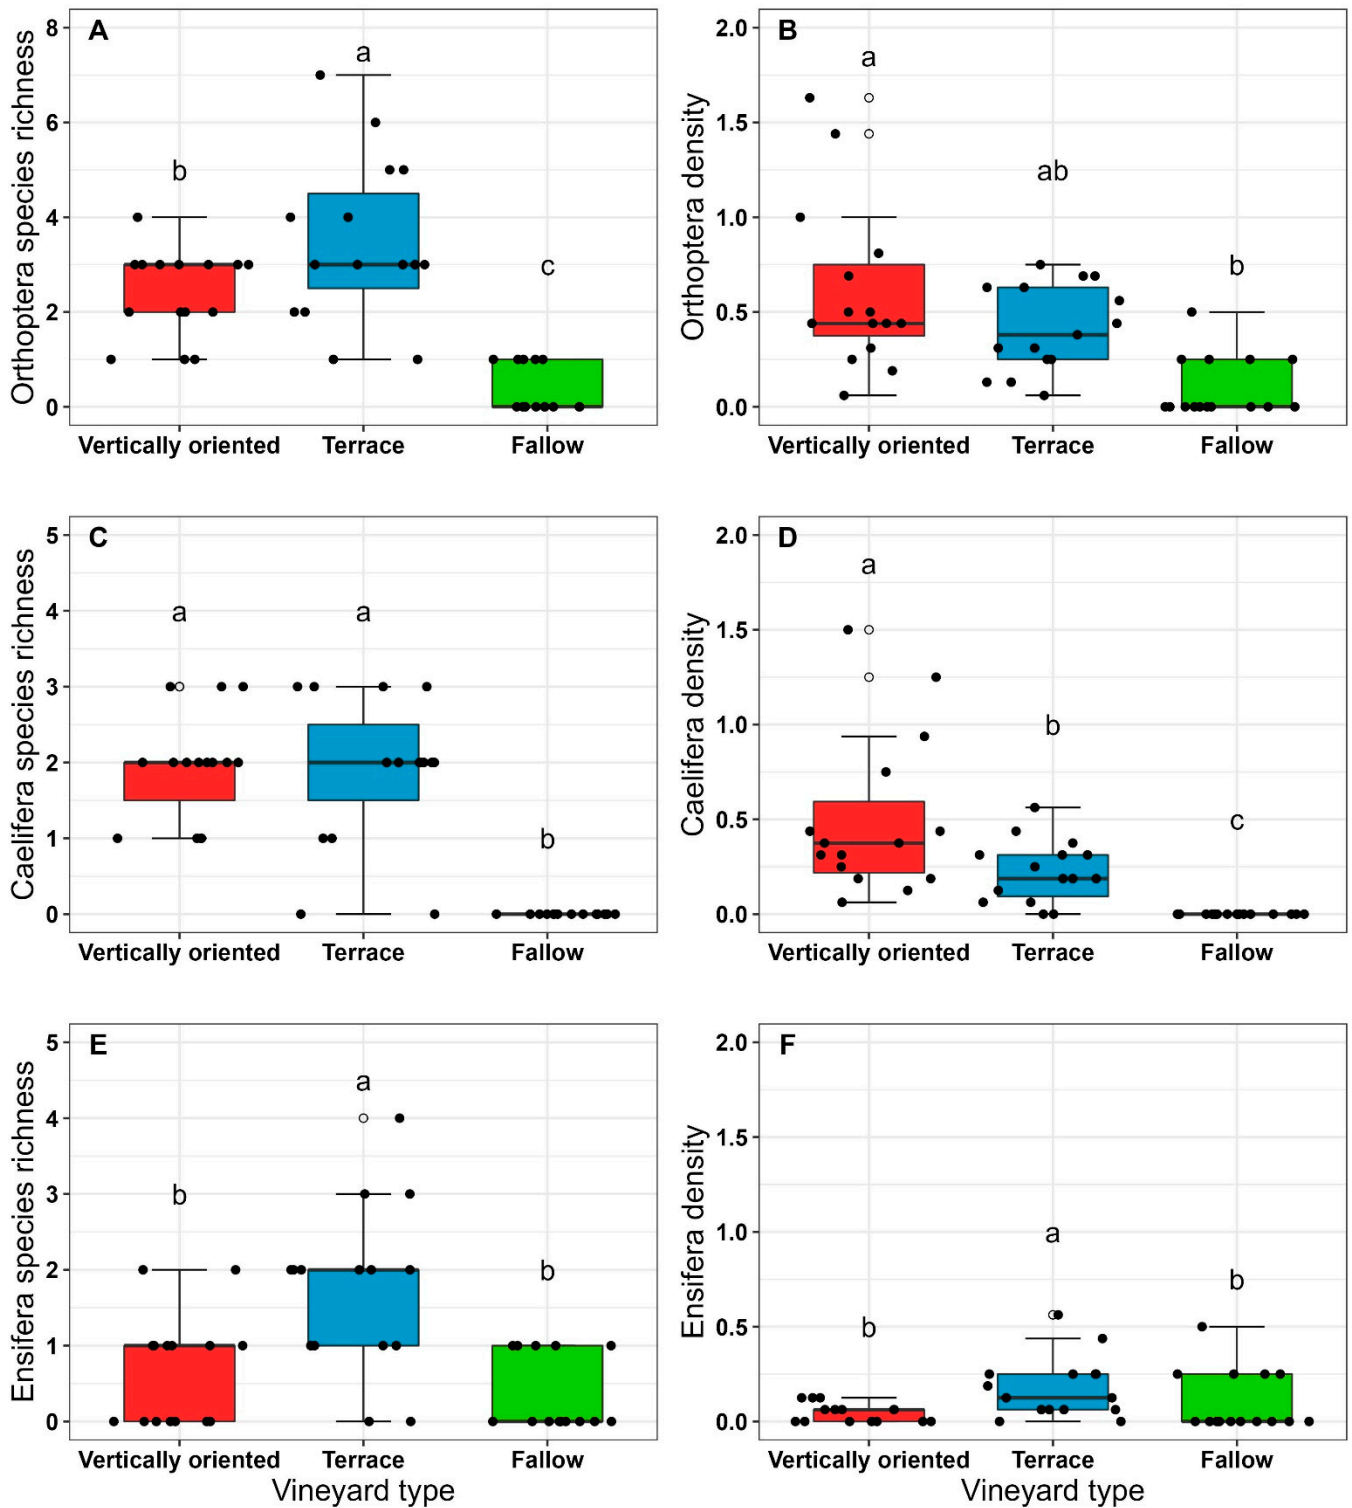 A
Orthoptera species richness
8
6
4
2
0
b
a
c
Vertically oriented
Terrace
Fallow
B
Orthoptera density
2.0
1.5
1.0
0.5
0.0
a
ab
b
Vertically oriented
Terrace
Fallow
C
Caelifera species richness
5
4
3
2
1
0
a
a
b
Vertically oriented
Terrace
Fallow
D
Caelifera density
2.0
1.5
1.0
0.5
0.0
a
b
c
Vertically oriented
Terrace
Fallow
E
Ensifera species richness
5
4
3
2
1
0
b
a
b
Vertically oriented
Terrace
Fallow
Vineyard type
F
Ensifera density
2.0
1.5
1.0
0.5
0.0
b
a
b
Vertically oriented
Terrace
Fallow
Vineyard type